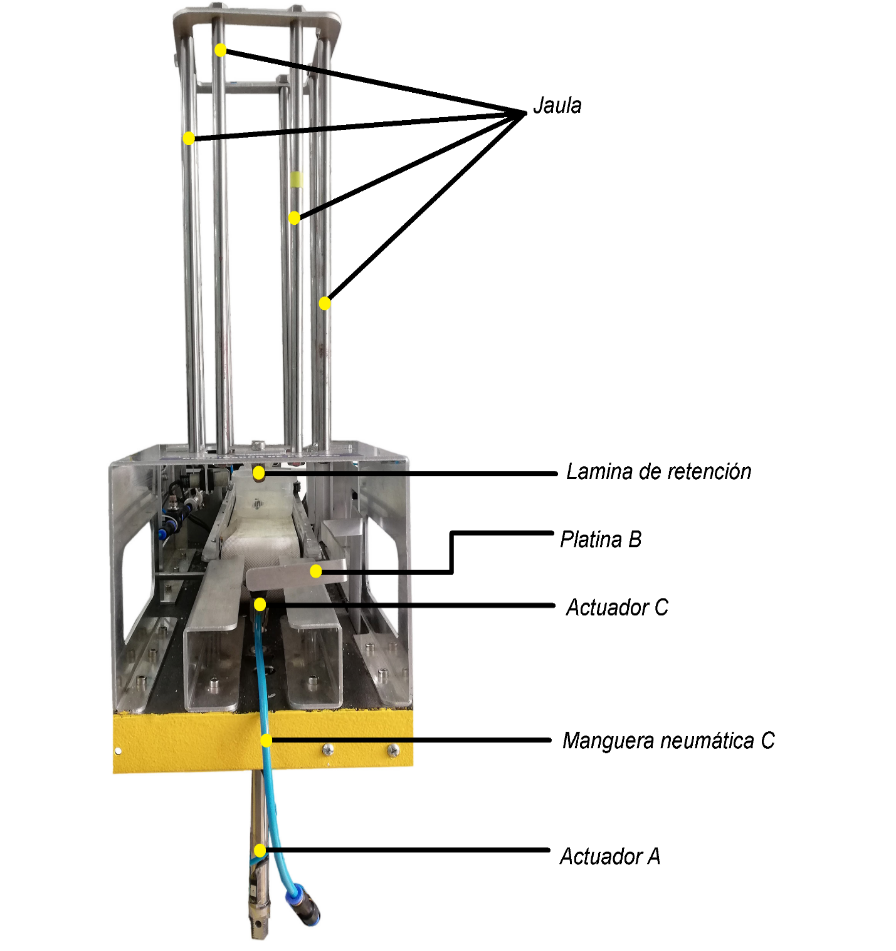 Jaula
Lamina de retención
Platina B
Actuador C
Manguera neumática C
Actuador A